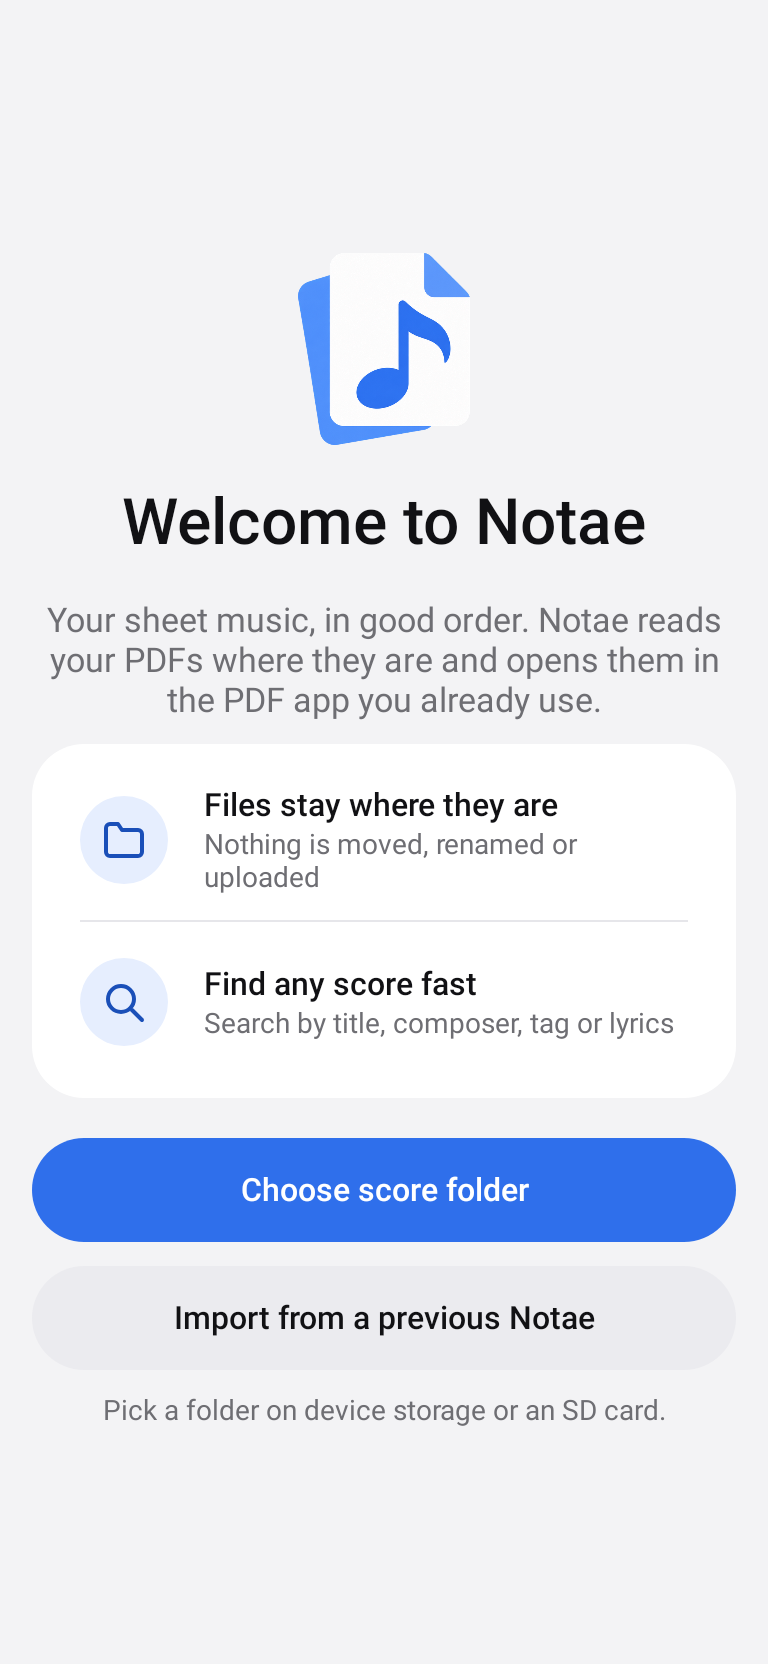 Welcome to Notae
Your sheet music, in good order. Notae reads
your PDFs where they are and opens them in
the PDF app you already use.
Files stay where they are
Nothing is moved, renamed or
uploaded
Find any score fast
Search by title, composer, tag or lyrics
Choose score folder
Import from a previous Notae
Pick a folder on device storage or an SD card.